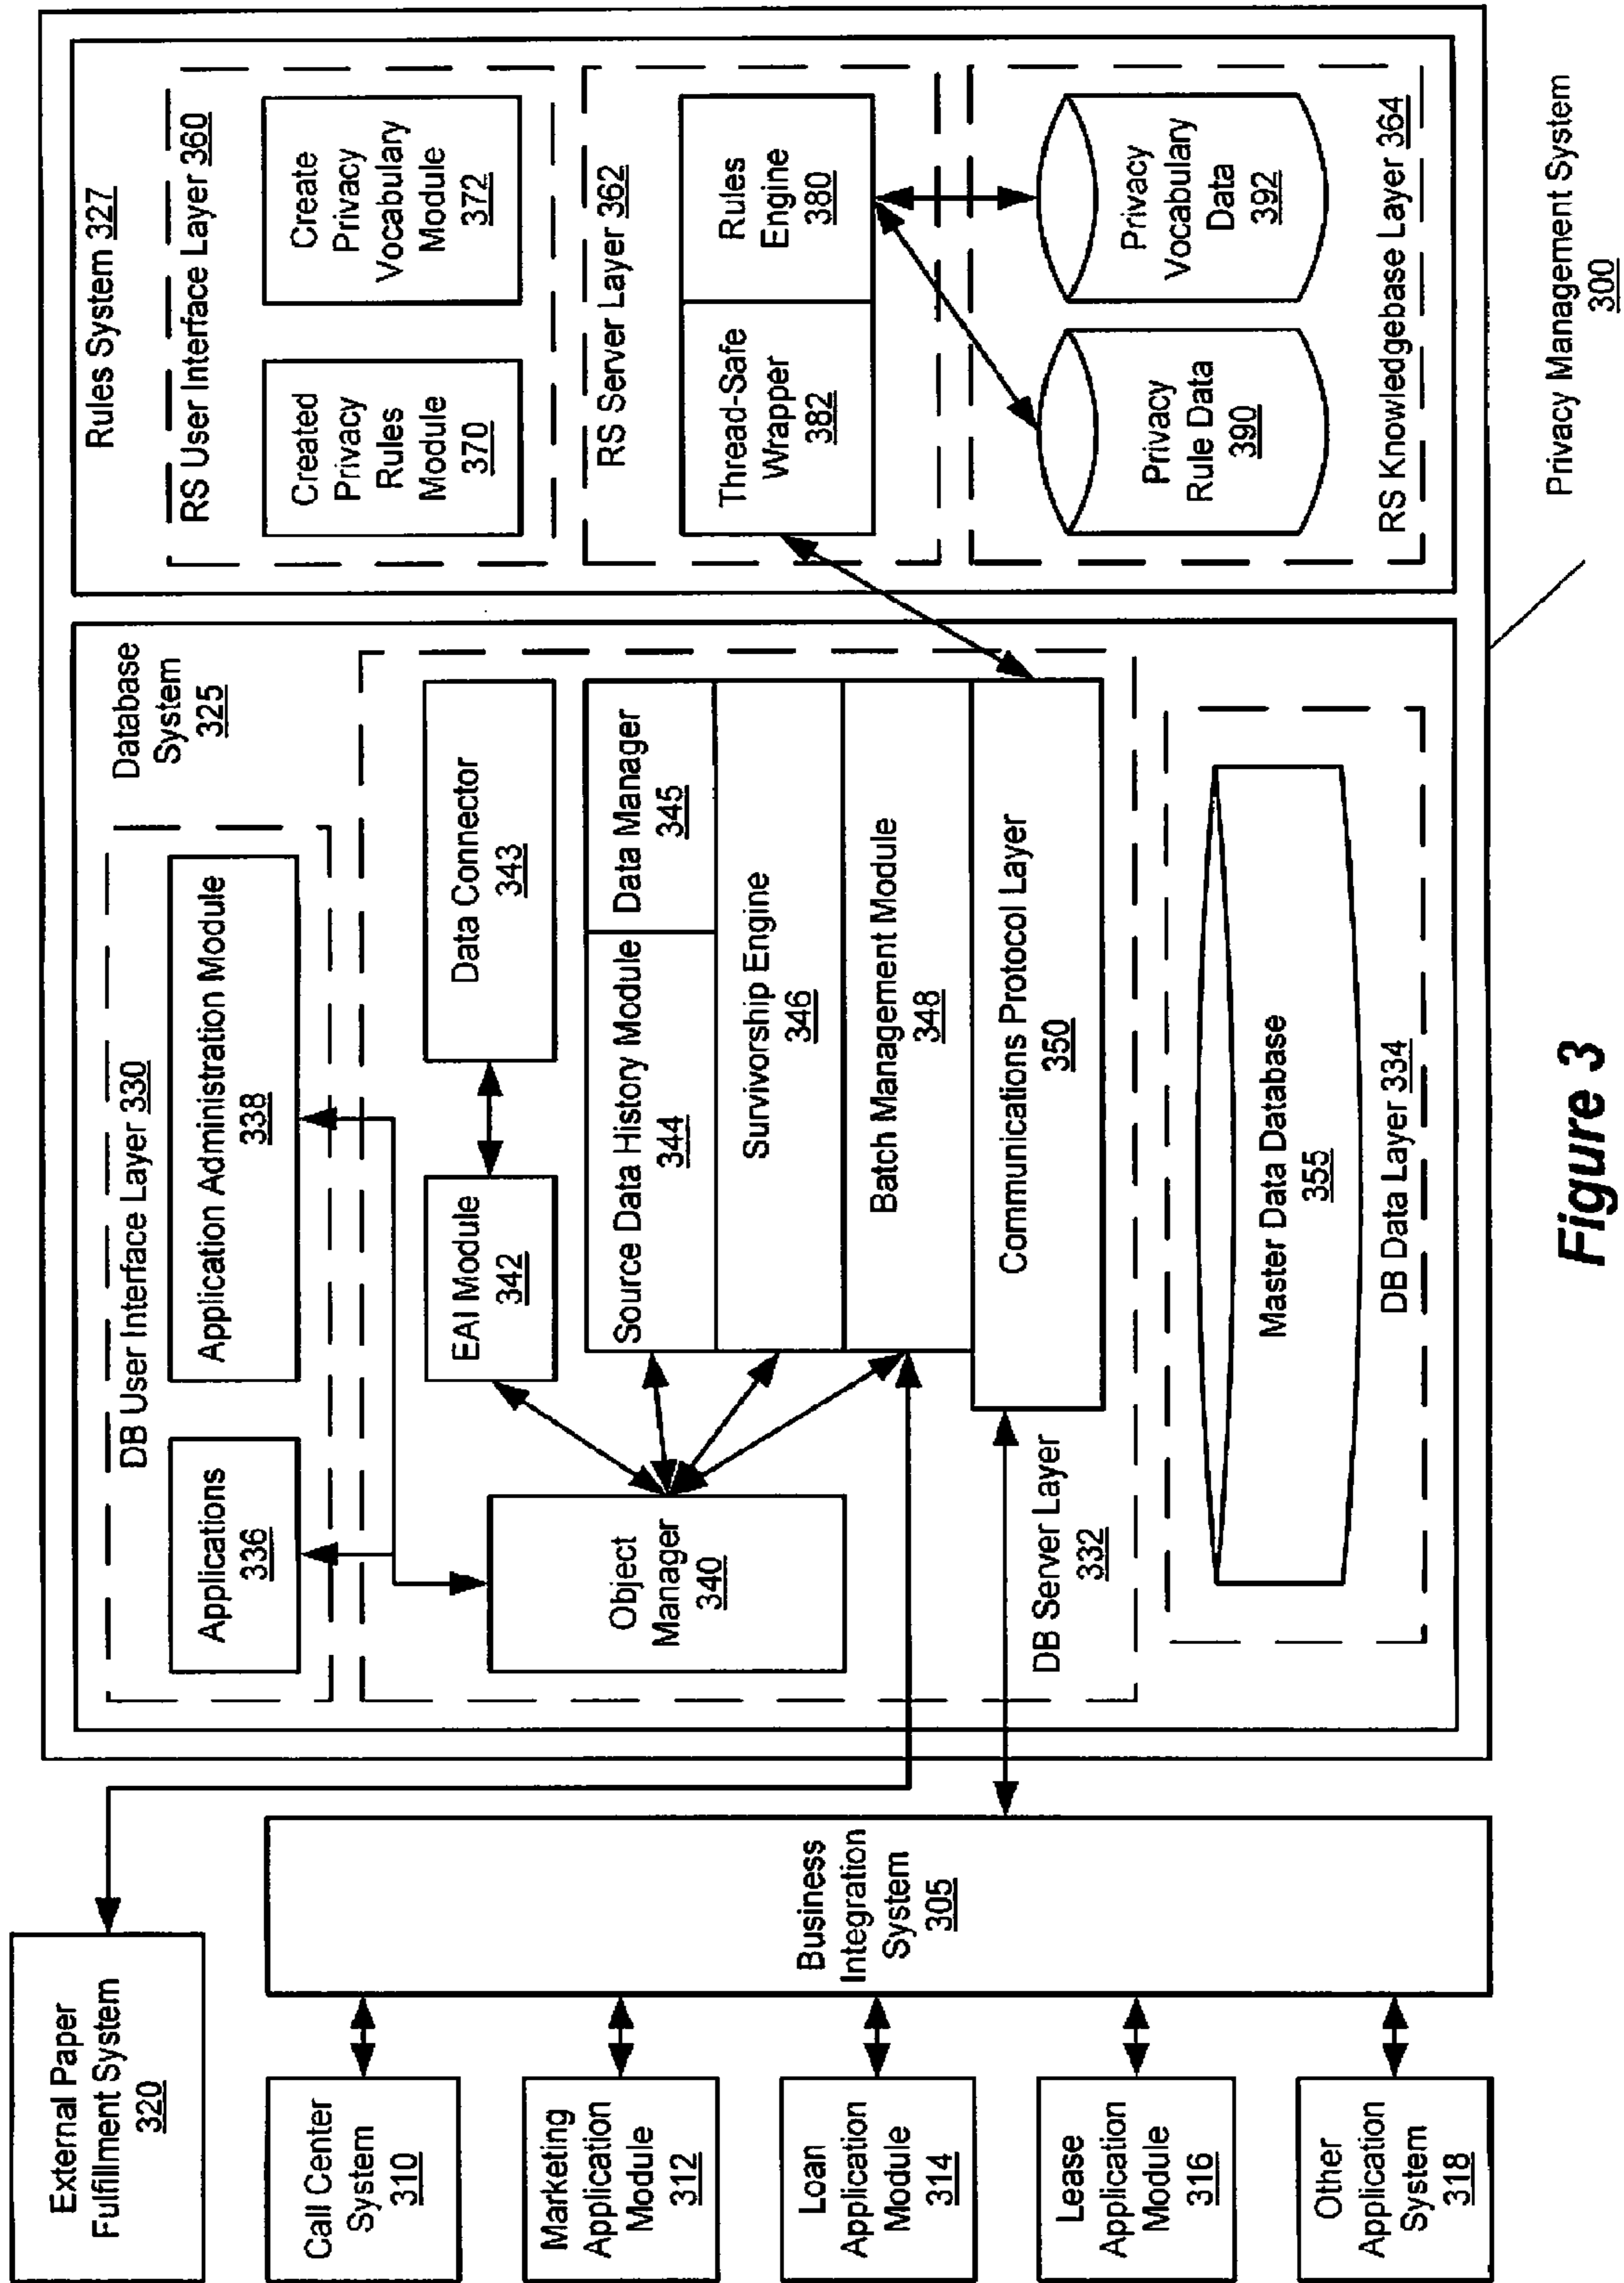 External Paper
Fulfillment System
320
Call Center
System
310
Marketing
Application
Module
312
Loan
Application
Module
314
Lease
Application
Module
316
Other
Application
System
318
Business
Integration
System
305
Database
System
325
DB User Interface Layer 330
Applications
336
Application Administration Module
338
Object
Manager
340
EAI Module
342
Data Connector
343
Source Data History Module
344
Data Manager
345
Survivorship Engine
346
Batch Management Module
348
Communications Protocol Layer
350
DB Server Layer
332
Master Data Database
355
DB Data Layer 334
Rules System 327
RS User Interface Layer 360
Created
Privacy
Rules
Module
370
Create
Privacy
Vocabulary
Module
372
RS Server Layer 362
Thread-Safe
Wrapper
382
Rules
Engine
380
Privacy
Rule Data
390
Privacy
Vocabulary
Data
392
RS Knowledgebase Layer 364
Privacy Management System
300
Figure 3